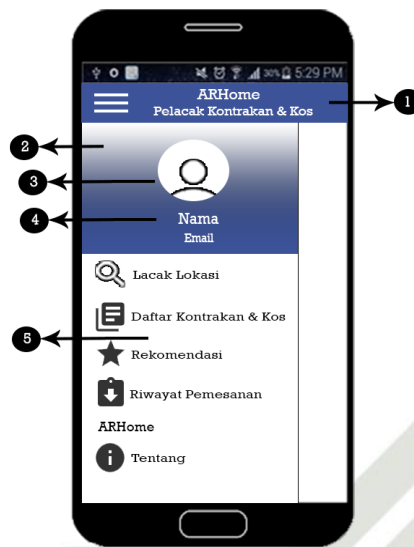 30% 5:29 PM
ARHome
Pelacak Kontrakan & Kos
1
2
3
4
Nama
Email
Lacak Lokasi
Daftar Kontrakan & Kos
5
Rekomendasi
Riwayat Pemesanan
ARHome
Tentang